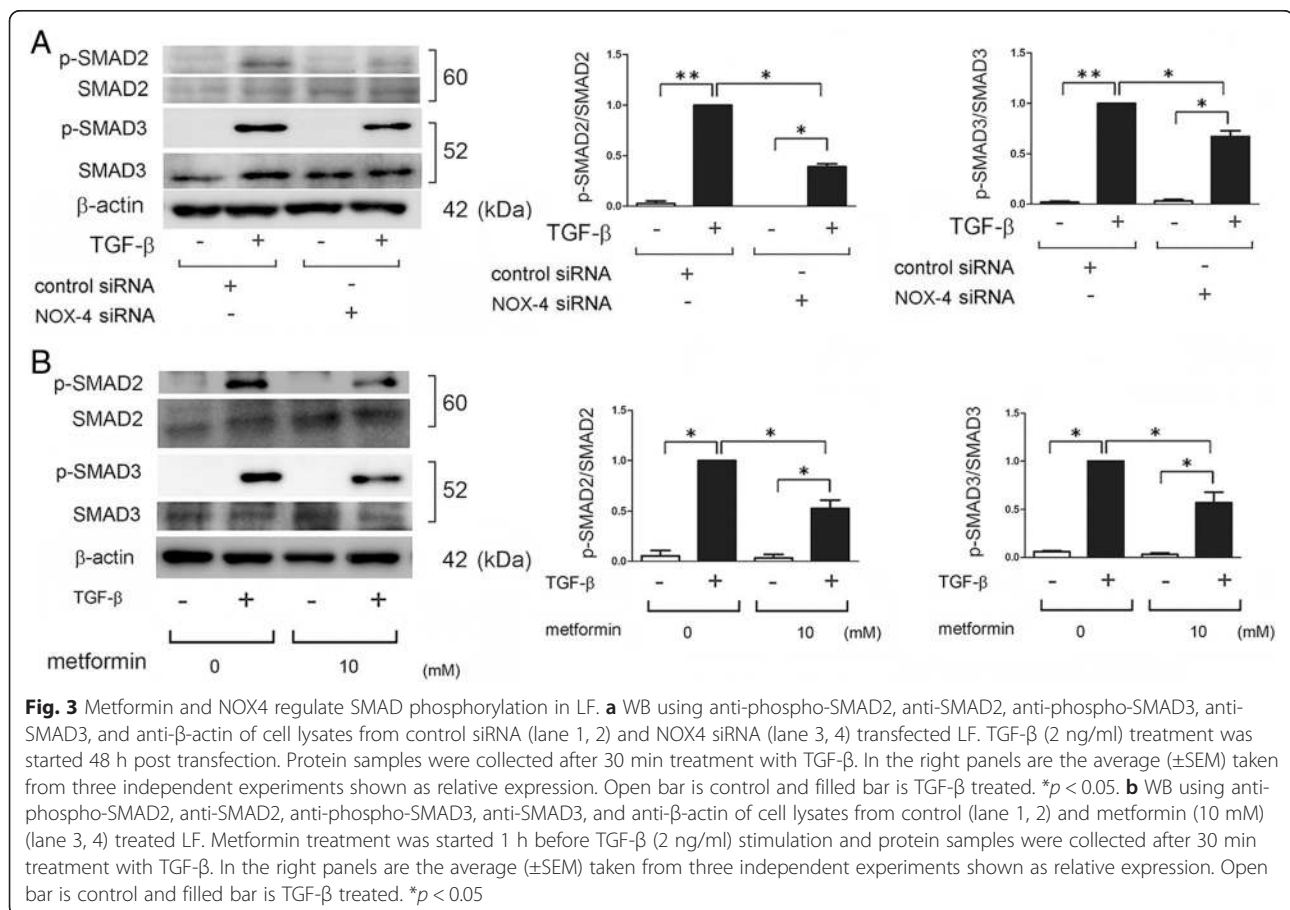 A
p-SMAD2
SMAD2
60
p-SMAD3
SMAD3
52
β-actin
42 (kDa)
TGF-β - + - +
control siRNA + -
NOX-4 siRNA - +
p-SMAD2/SMAD2
1.5
1.0
0.5
0.0
** *
*
TGF-β - + - +
control siRNA + -
NOX-4 siRNA - +
p-SMAD3/SMAD3
1.5
1.0
0.5
0.0
** *
*
TGF-β - + - +
control siRNA + -
NOX-4 siRNA - +
B
p-SMAD2
SMAD2
60
p-SMAD3
SMAD3
52
β-actin
42 (kDa)
TGF-β - + - +
metformin 0 10 (mM)
p-SMAD2/SMAD2
1.5
1.0
0.5
0.0
* *
*
TGF-β - + - +
metformin 0 10 (mM)
p-SMAD3/SMAD3
1.5
1.0
0.5
0.0
* *
*
TGF-β - + - +
metformin 0 10 (mM)
Fig. 3 Metformin and NOX4 regulate SMAD phosphorylation in LF. a WB using anti-phospho-SMAD2, anti-SMAD2, anti-phospho-SMAD3, anti-
SMAD3, and anti-β-actin of cell lysates from control siRNA (lane 1, 2) and NOX4 siRNA (lane 3, 4) transfected LF. TGF-β (2 ng/ml) treatment was
started 48 h post transfection. Protein samples were collected after 30 min treatment with TGF-β. In the right panels are the average (±SEM) taken
from three independent experiments shown as relative expression. Open bar is control and filled bar is TGF-β treated. *p < 0.05. b WB using anti-
phospho-SMAD2, anti-SMAD2, anti-phospho-SMAD3, anti-SMAD3, and anti-β-actin of cell lysates from control (lane 1, 2) and metformin (10 mM)
(lane 3, 4) treated LF. Metformin treatment was started 1 h before TGF-β (2 ng/ml) stimulation and protein samples were collected after 30 min
treatment with TGF-β. In the right panels are the average (±SEM) taken from three independent experiments shown as relative expression. Open
bar is control and filled bar is TGF-β treated. *p < 0.05